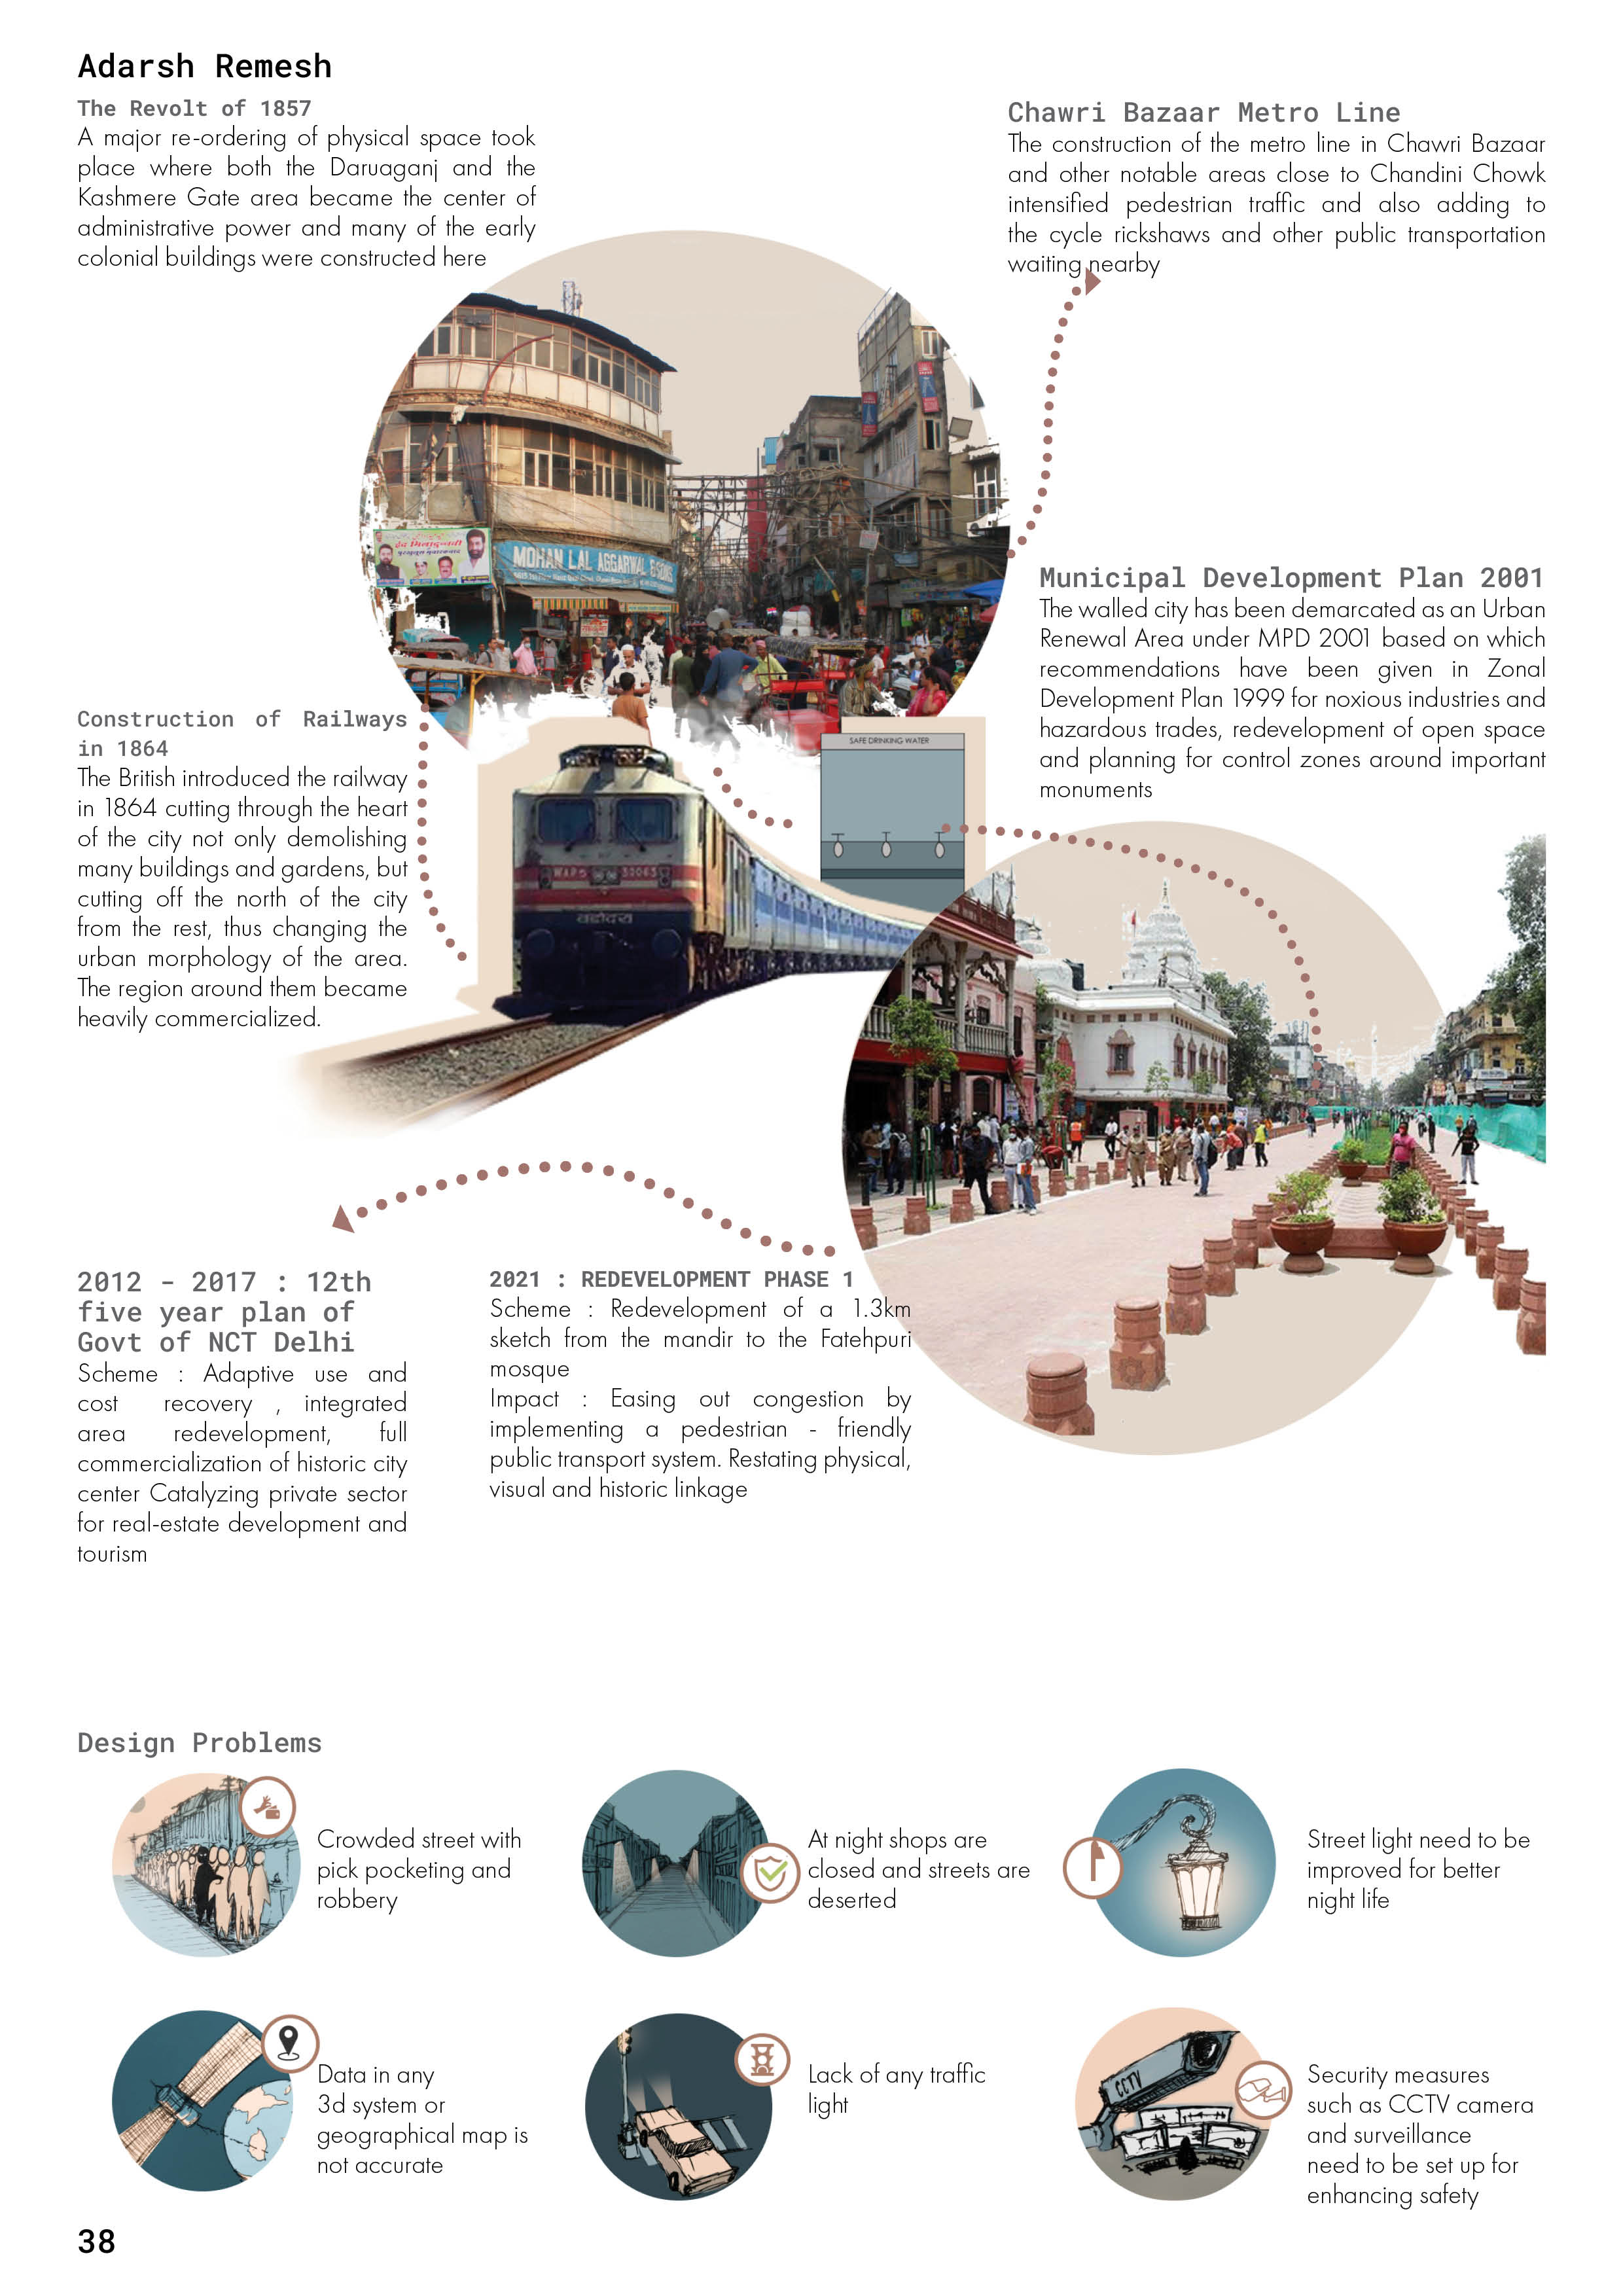 Adarsh Remesh
The Revolt of 1857
A major re-ordering of physical space took
place where both the Daruaganj and the
Kashmere Gate area became the center of
administrative power and many of the early
colonial buildings were constructed here
Chawri Bazaar Metro Line
The construction of the metro line in Chawri Bazaar
and other notable areas close to Chandini Chowk
intensified pedestrian traffic and also adding to
the cycle rickshaws and other public transportation
waiting nearby
MOHAN LAL AGGARWAL & SONS
Municipal Development Plan 2001
The walled city has been demarcated as an Urban
Renewal Area under MPD 2001 based on which
recommendations have been given in Zonal
Development Plan 1999 for noxious industries and
hazardous trades, redevelopment of open space
and planning for control zones around important
monuments
Construction of Railways
in 1864
The British introduced the railway
in 1864 cutting through the heart
of the city not only demolishing
many buildings and gardens, but
cutting off the north of the city
from the rest, thus changing the
urban morphology of the area.
The region around them became
heavily commercialized.
SAFE DRINKING WATER
2012 - 2017 : 12th
five year plan of
Govt of NCT Delhi
Scheme : Adaptive use and
cost recovery , integrated
area redevelopment, full
commercialization of historic city
center Catalyzing private sector
for real-estate development and
tourism
2021 : REDEVELOPMENT PHASE 1
Scheme : Redevelopment of a 1.3km
sketch from the mandir to the Fatehpuri
mosque
Impact : Easing out congestion by
implementing a pedestrian - friendly
public transport system. Restating physical,
visual and historic linkage
Design Problems
Crowded street with
pick pocketing and
robbery
At night shops are
closed and streets are
deserted
Street light need to be
improved for better
night life
Data in any
3d system or
geographical map is
not accurate
Lack of any traffic
light
CCTV
Security measures
such as CCTV camera
and surveillance
need to be set up for
enhancing safety
38